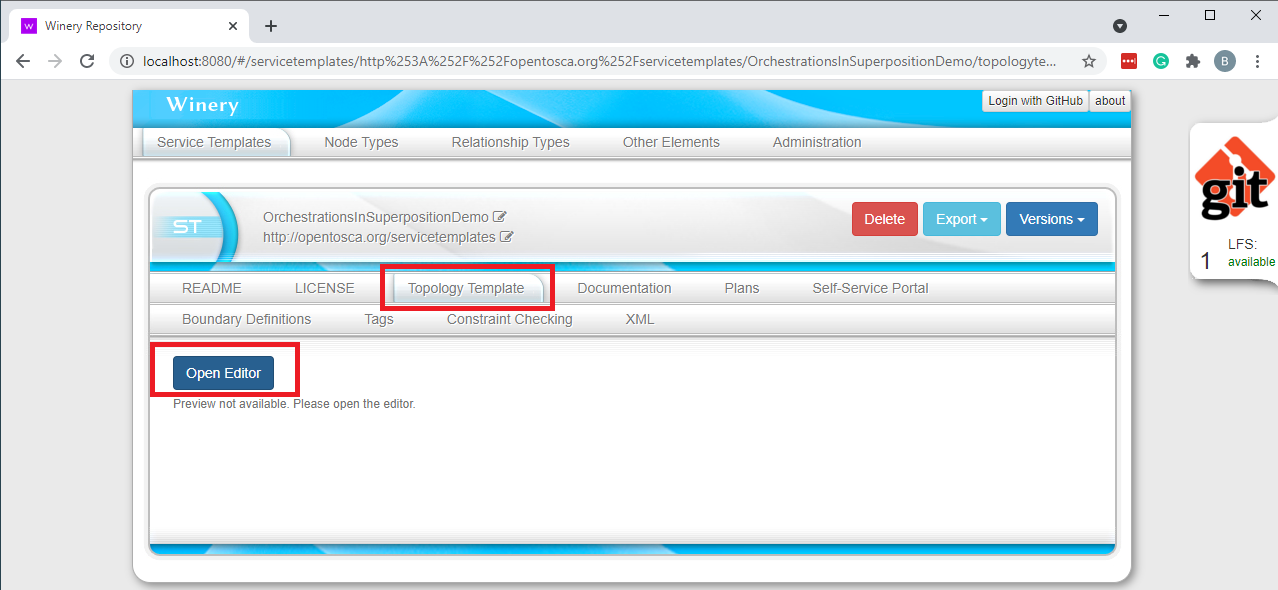 W Winery Repository
localhost:8080/#/servicetemplates/http%253A%252F%252Fopentosca.org%252Fservicetemplates/OrchestrationsInSuperpositionDemo/topologyte...
G
B
Winery
Login with GitHub about
Service Templates Node Types Relationship Types Other Elements Administration
git
LFS:
1 available
ST
OrchestrationsInSuperpositionDemo
http://opentosca.org/servicetemplates
Delete Export Versions
README LICENSE Topology Template Documentation Plans Self-Service Portal
Boundary Definitions Tags Constraint Checking XML
Open Editor
Preview not available. Please open the editor.